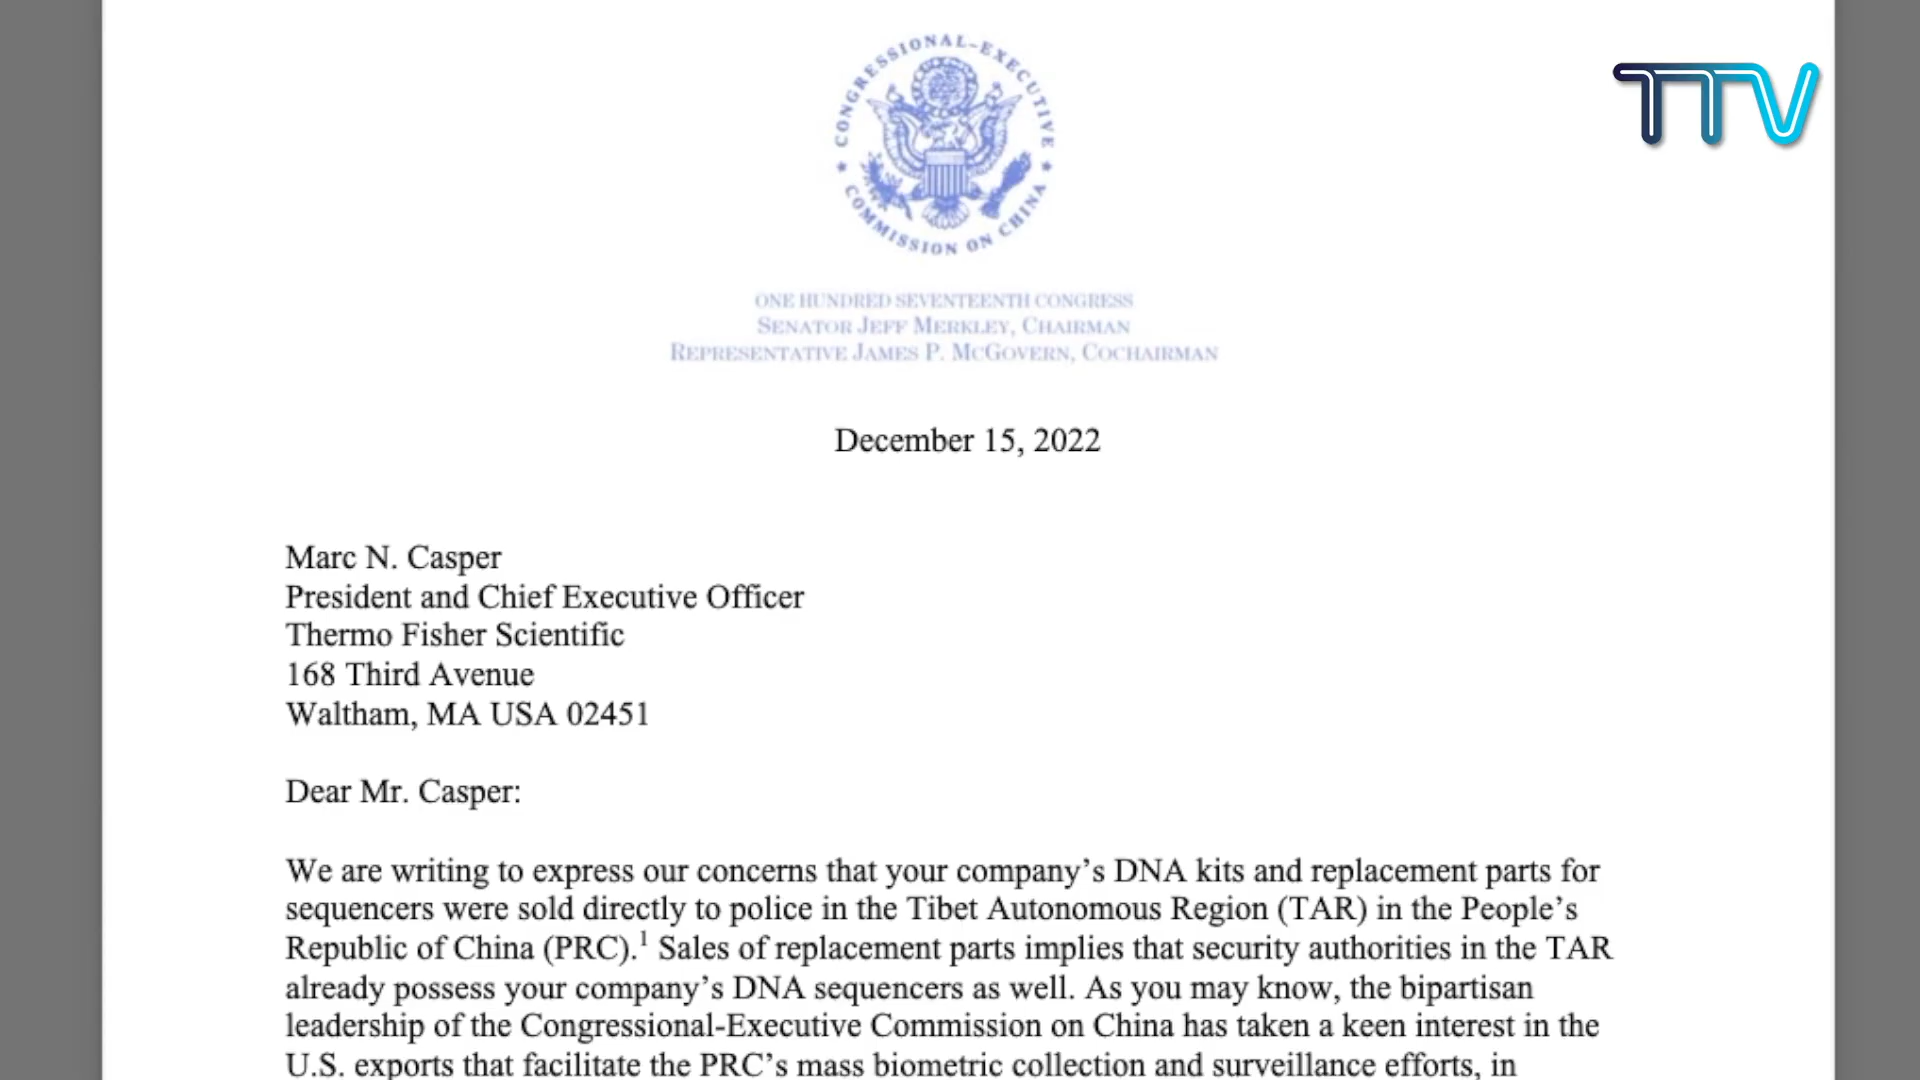 CONGRESSIONAL-EXECUTIVE COMMISSION ON CHINA
TTV
ONE HUNDRED SEVENTEENTH CONGRESS
SENATOR JEFF MERKLEY, CHAIRMAN
REPRESENTATIVE JAMES P. MCGOVERN, COCHAIRMAN
December 15, 2022
Marc N. Casper
President and Chief Executive Officer
Thermo Fisher Scientific
168 Third Avenue
Waltham, MA USA 02451
Dear Mr. Casper:
We are writing to express our concerns that your company’s DNA kits and replacement parts for
sequencers were sold directly to police in the Tibet Autonomous Region (TAR) in the People’s
Republic of China (PRC).1 Sales of replacement parts implies that security authorities in the TAR
already possess your company’s DNA sequencers as well. As you may know, the bipartisan
leadership of the Congressional-Executive Commission on China has taken a keen interest in the
U.S. exports that facilitate the PRC’s mass biometric collection and surveillance efforts, in